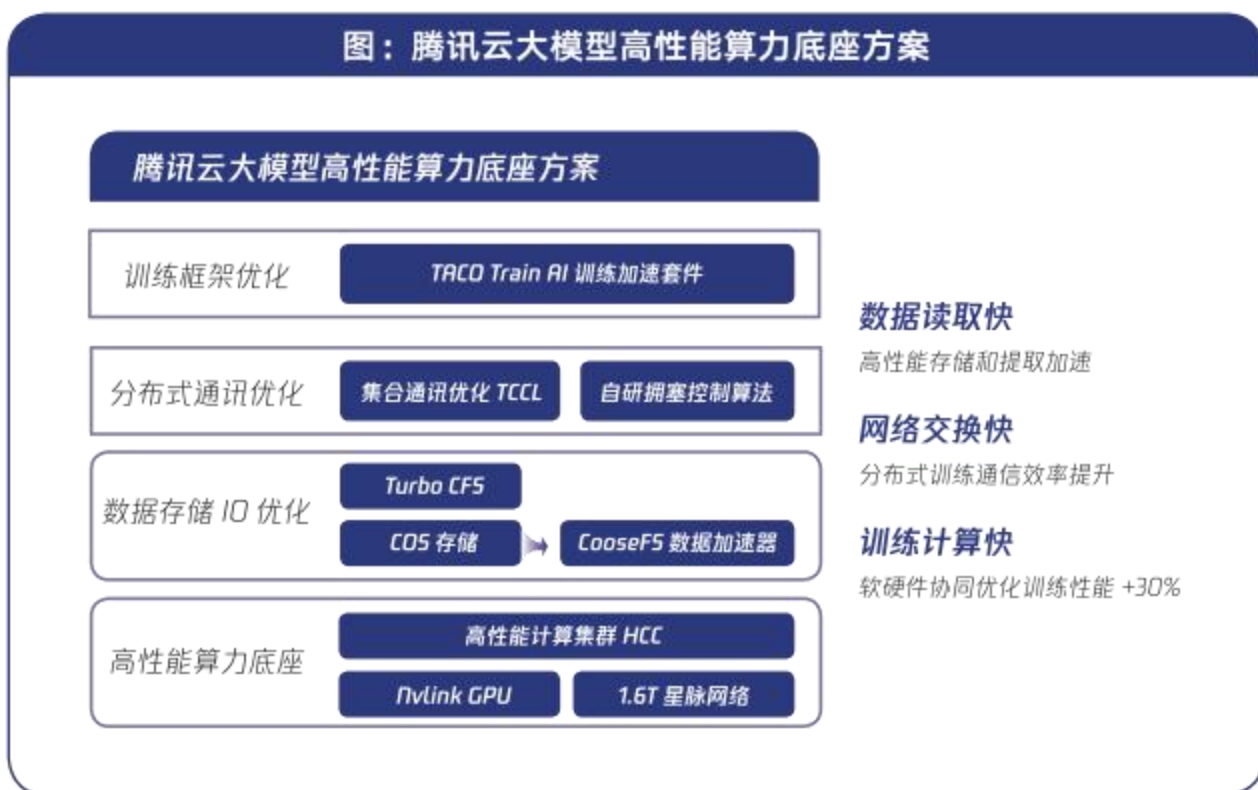 图：腾讯云大模型高性能算力底座方案
腾讯云大模型高性能算力底座方案
训练框架优化
TACO Train AI 训练加速套件
分布式通讯优化
集合通讯优化 TCCL
自研拥塞控制算法
数据存储 IO 优化
Turbo CFS
COS 存储
CooseFS 数据加速器
高性能算力底座
高性能计算集群 HCC
Nvlink GPU
1.6T 星脉网络
数据读取快
高性能存储和提取加速
网络交换快
分布式训练通信效率提升
训练计算快
软硬件协同优化训练性能 +30%